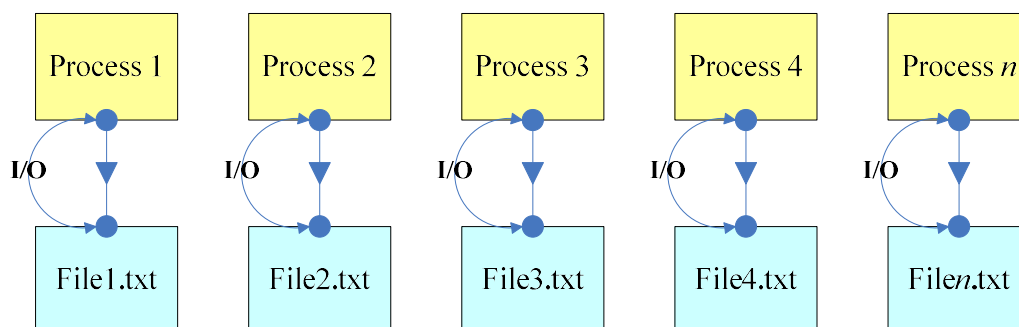 Process 1
Process 2
Process 3
Process 4
Process n
I/O
I/O
I/O
I/O
I/O
File1.txt
File2.txt
File3.txt
File4.txt
Filen.txt